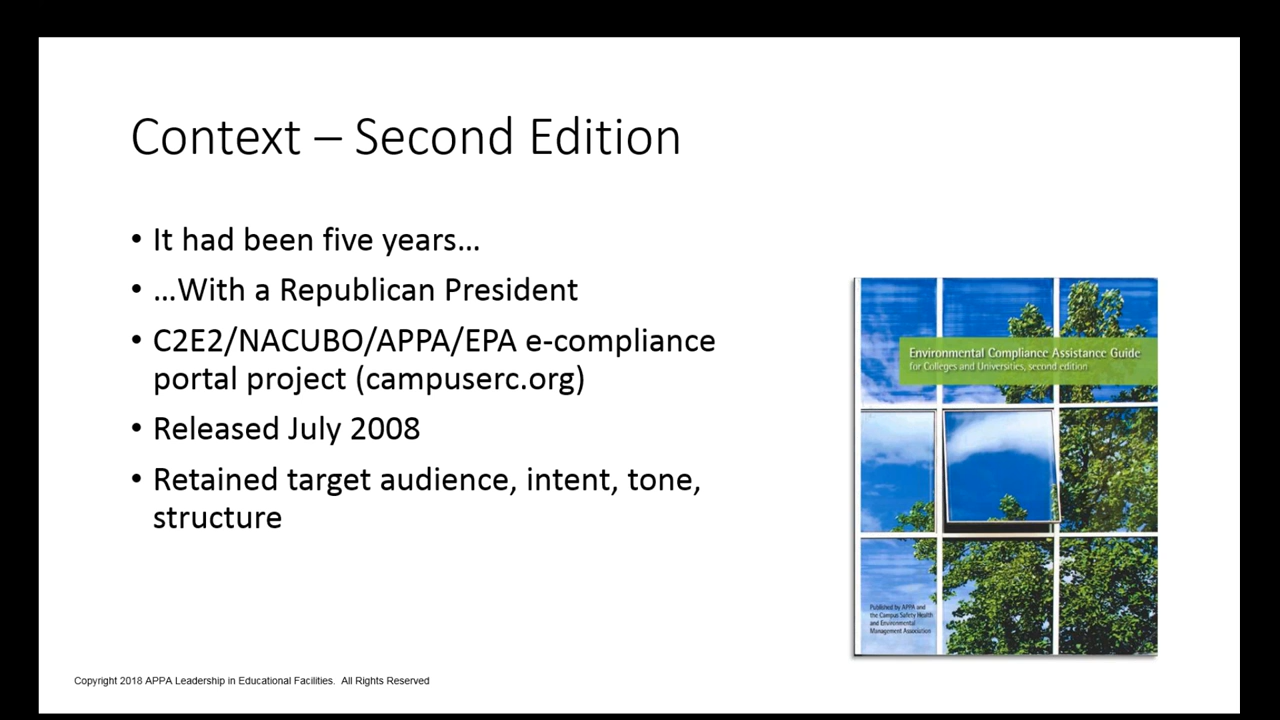 Context – Second Edition
• It had been five years…
• …With a Republican President
• C2E2/NACUBO/APPA/EPA e-compliance
portal project (campuserc.org)
• Released July 2008
• Retained target audience, intent, tone,
structure
Environmental Compliance Assistance Guide
for Colleges and Universities, second edition
Published by APPA and
the Campus Safety Health
and Environmental
Management Association
Copyright 2018 APPA Leadership in Educational Facilities. All Rights Reserved